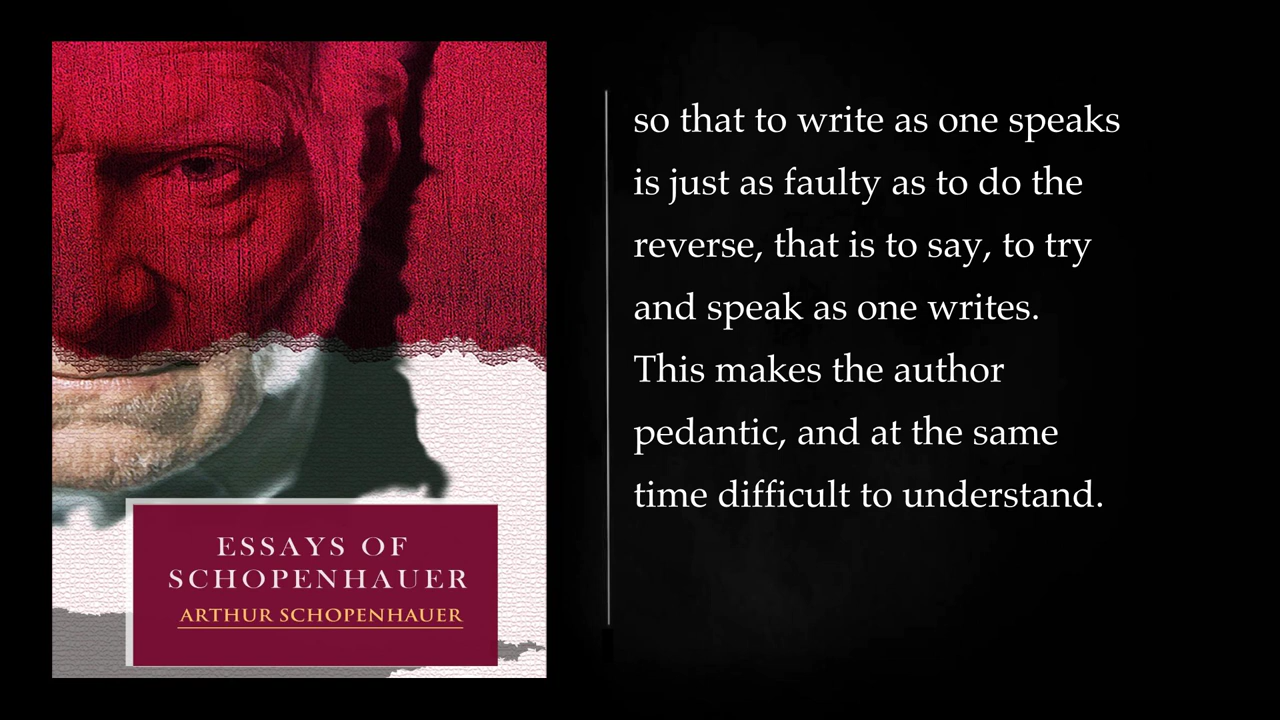 ESSAYS OF
SCHOPENHAUER
ARTHUR SCHOPENHAUER
so that to write as one speaks
is just as faulty as to do the
reverse, that is to say, to try
and speak as one writes.
This makes the author
pedantic, and at the same
time difficult to understand.